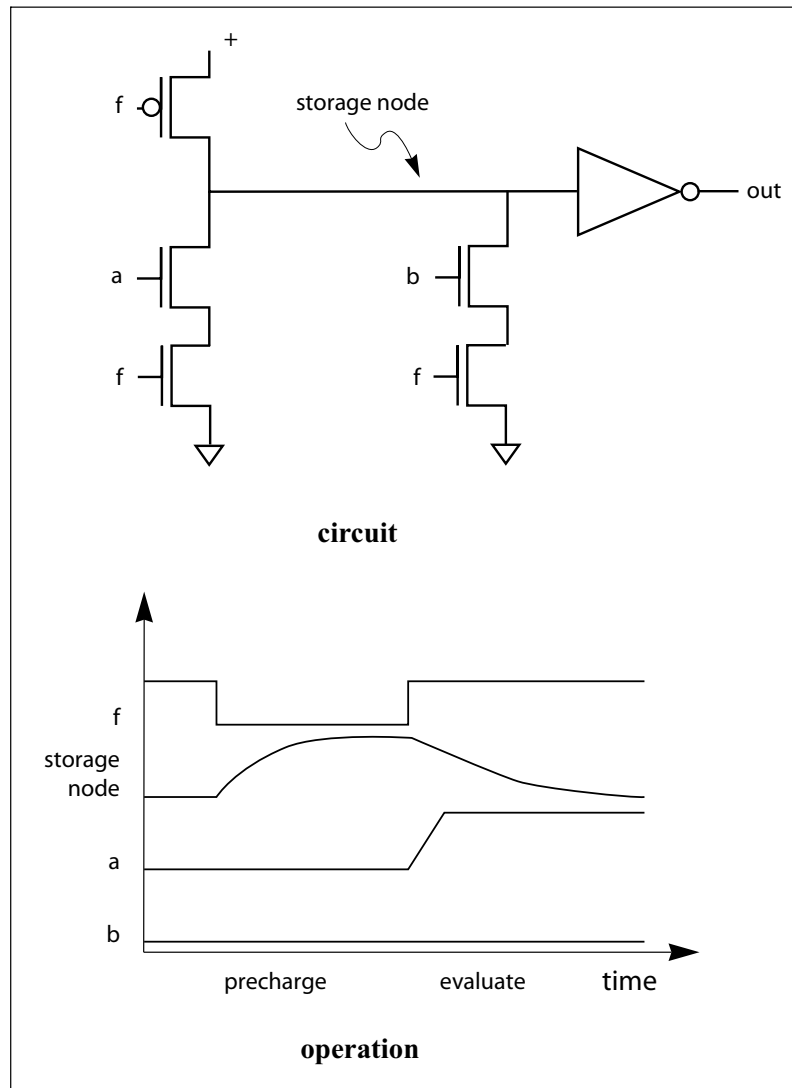 +
f
storage node
out
a
b
f
f
circuit
f
storage
node
a
b
precharge evaluate time
operation